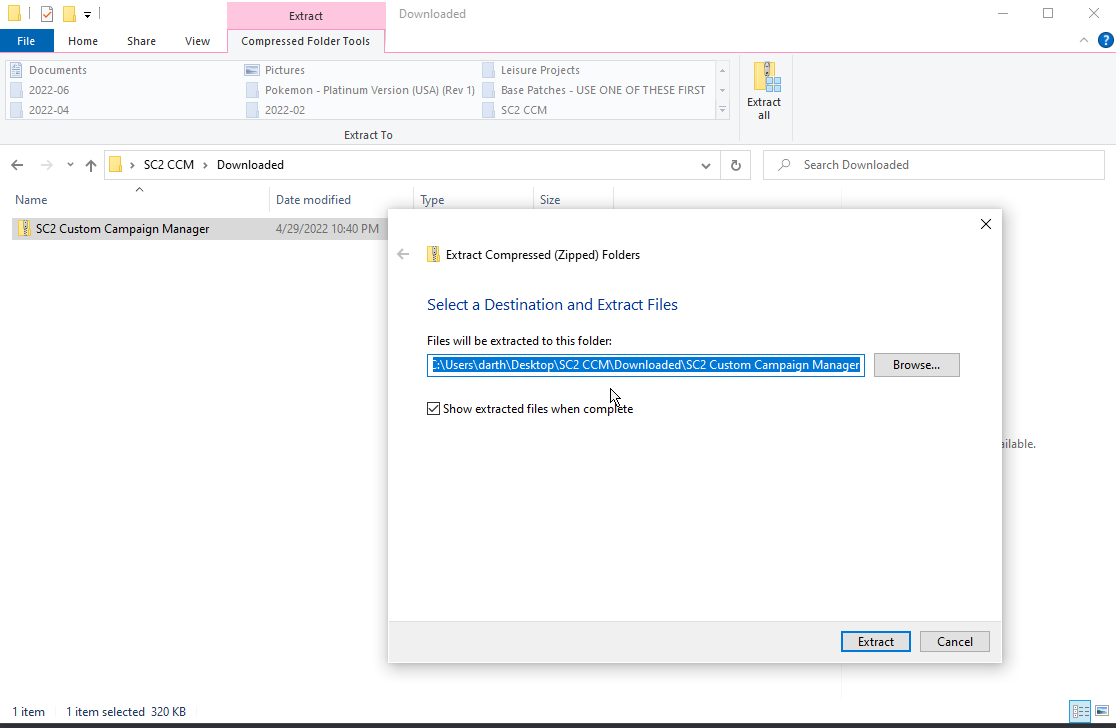 Extract
Downloaded
File
Home
Share
View
Compressed Folder Tools
?
Documents
Pictures
Leisure Projects
2022-06
Pokemon - Platinum Version (USA) (Rev 1)
Base Patches - USE ONE OF THESE FIRST
2022-04
2022-02
SC2 CCM
Extract
all
Extract To
SC2 CCM > Downloaded
Search Downloaded
Name
Date modified
Type
Size
SC2 Custom Campaign Manager
4/29/2022 10:40 PM
Extract Compressed (Zipped) Folders
Select a Destination and Extract Files
Files will be extracted to this folder:
C:\Users\darth\Desktop\SC2 CCM\Downloaded\SC2 Custom Campaign Manager
Browse...
Show extracted files when complete
ailable.
Extract
Cancel
1 item
1 item selected 320 KB